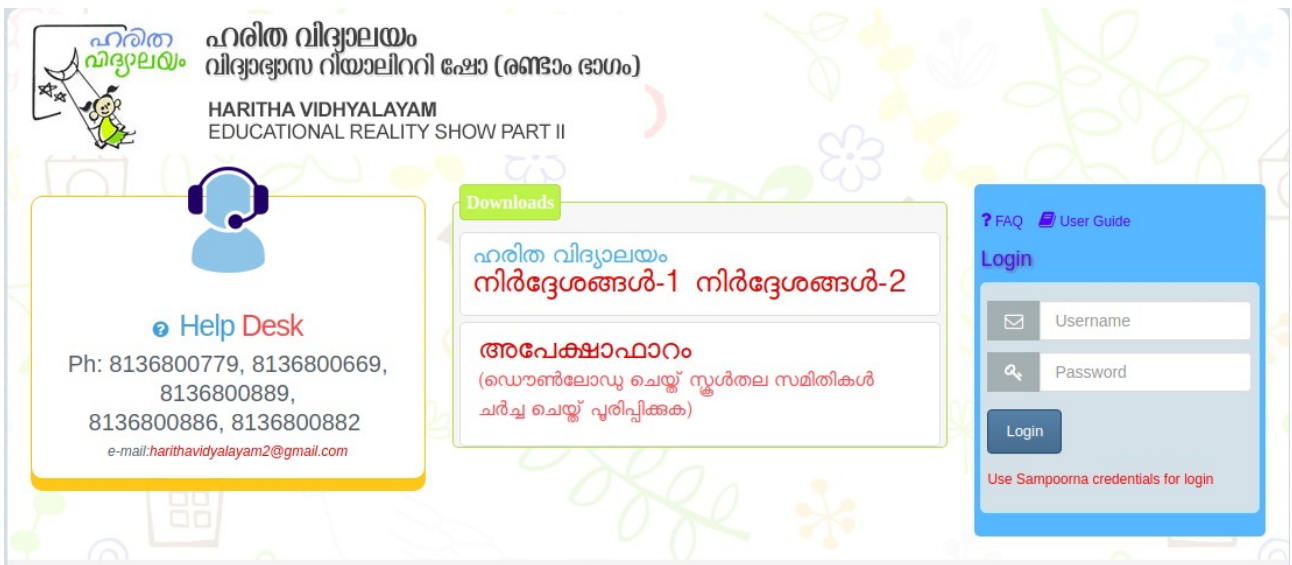 ഹരിത
വിദ്യാലയം
ഹരിത വിദ്യാലയം
വിദ്യാഭ്യാസ റിയാലിററി ഷോ (രണ്ടാം ഭാഗം)
HARITHA VIDHYALAYAM
EDUCATIONAL REALITY SHOW PART II
Help Desk
Ph: 8136800779, 8136800669,
8136800889,
8136800886, 8136800882
e-mail:harithavidyalayam2@gmail.com
Downloads
ഹരിത വിദ്യാലയം
നിർദ്ദേശങ്ങൾ-1 നിർദ്ദേശങ്ങൾ-2
അപേക്ഷാഫാറം
(ഡൌൺലോഡു ചെയ്ത് സ്കൂൾതല സമിതികൾ
ചർച്ച ചെയ്ത് പൂരിപ്പിക്കുക)
? FAQ User Guide
Login
Username
Password
Login
Use Sampoorna credentials for login